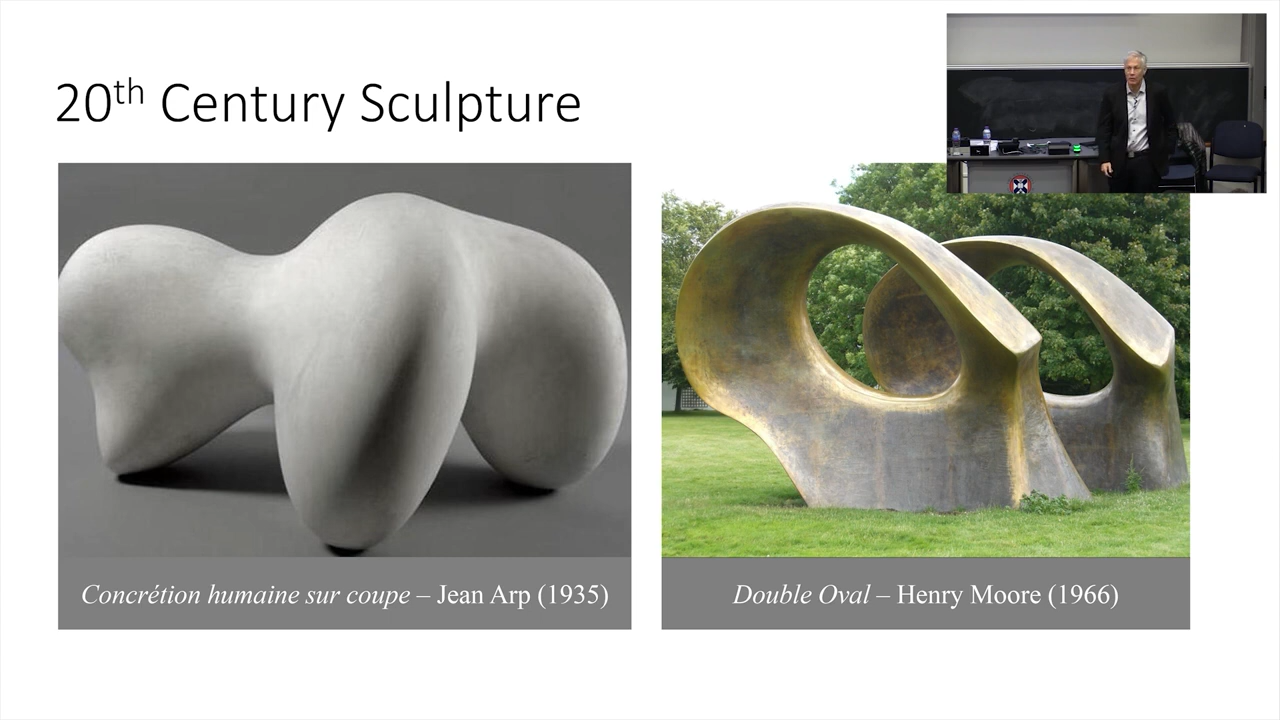 20th Century Sculpture
Concrétion humaine sur coupe – Jean Arp (1935)
Double Oval – Henry Moore (1966)